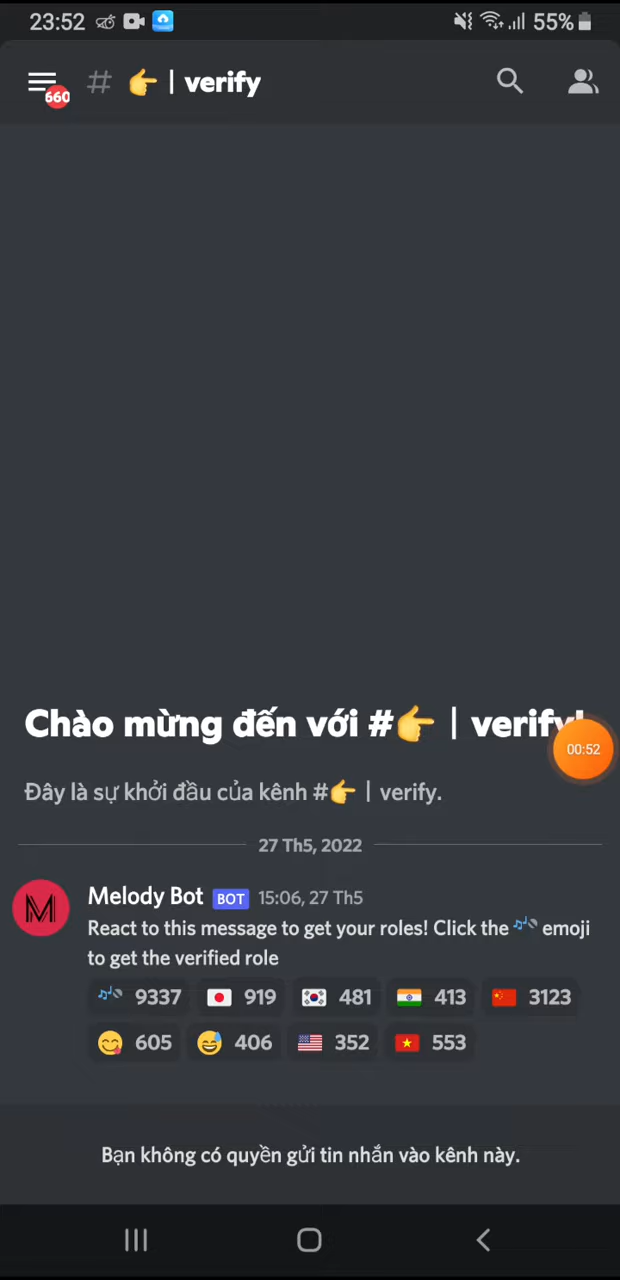 23:52 55%
660 # 👉 | verify
Chào mừng đến với #👉 | verify!
00:52
Đây là sự khởi đầu của kênh #👉 | verify.
27 Th5, 2022
Melody Bot BOT 15:06, 27 Th5
React to this message to get your roles! Click the emoji
to get the verified role
9337 919 481 413 3123
605 406 352 553
Bạn không có quyền gửi tin nhắn vào kênh này.